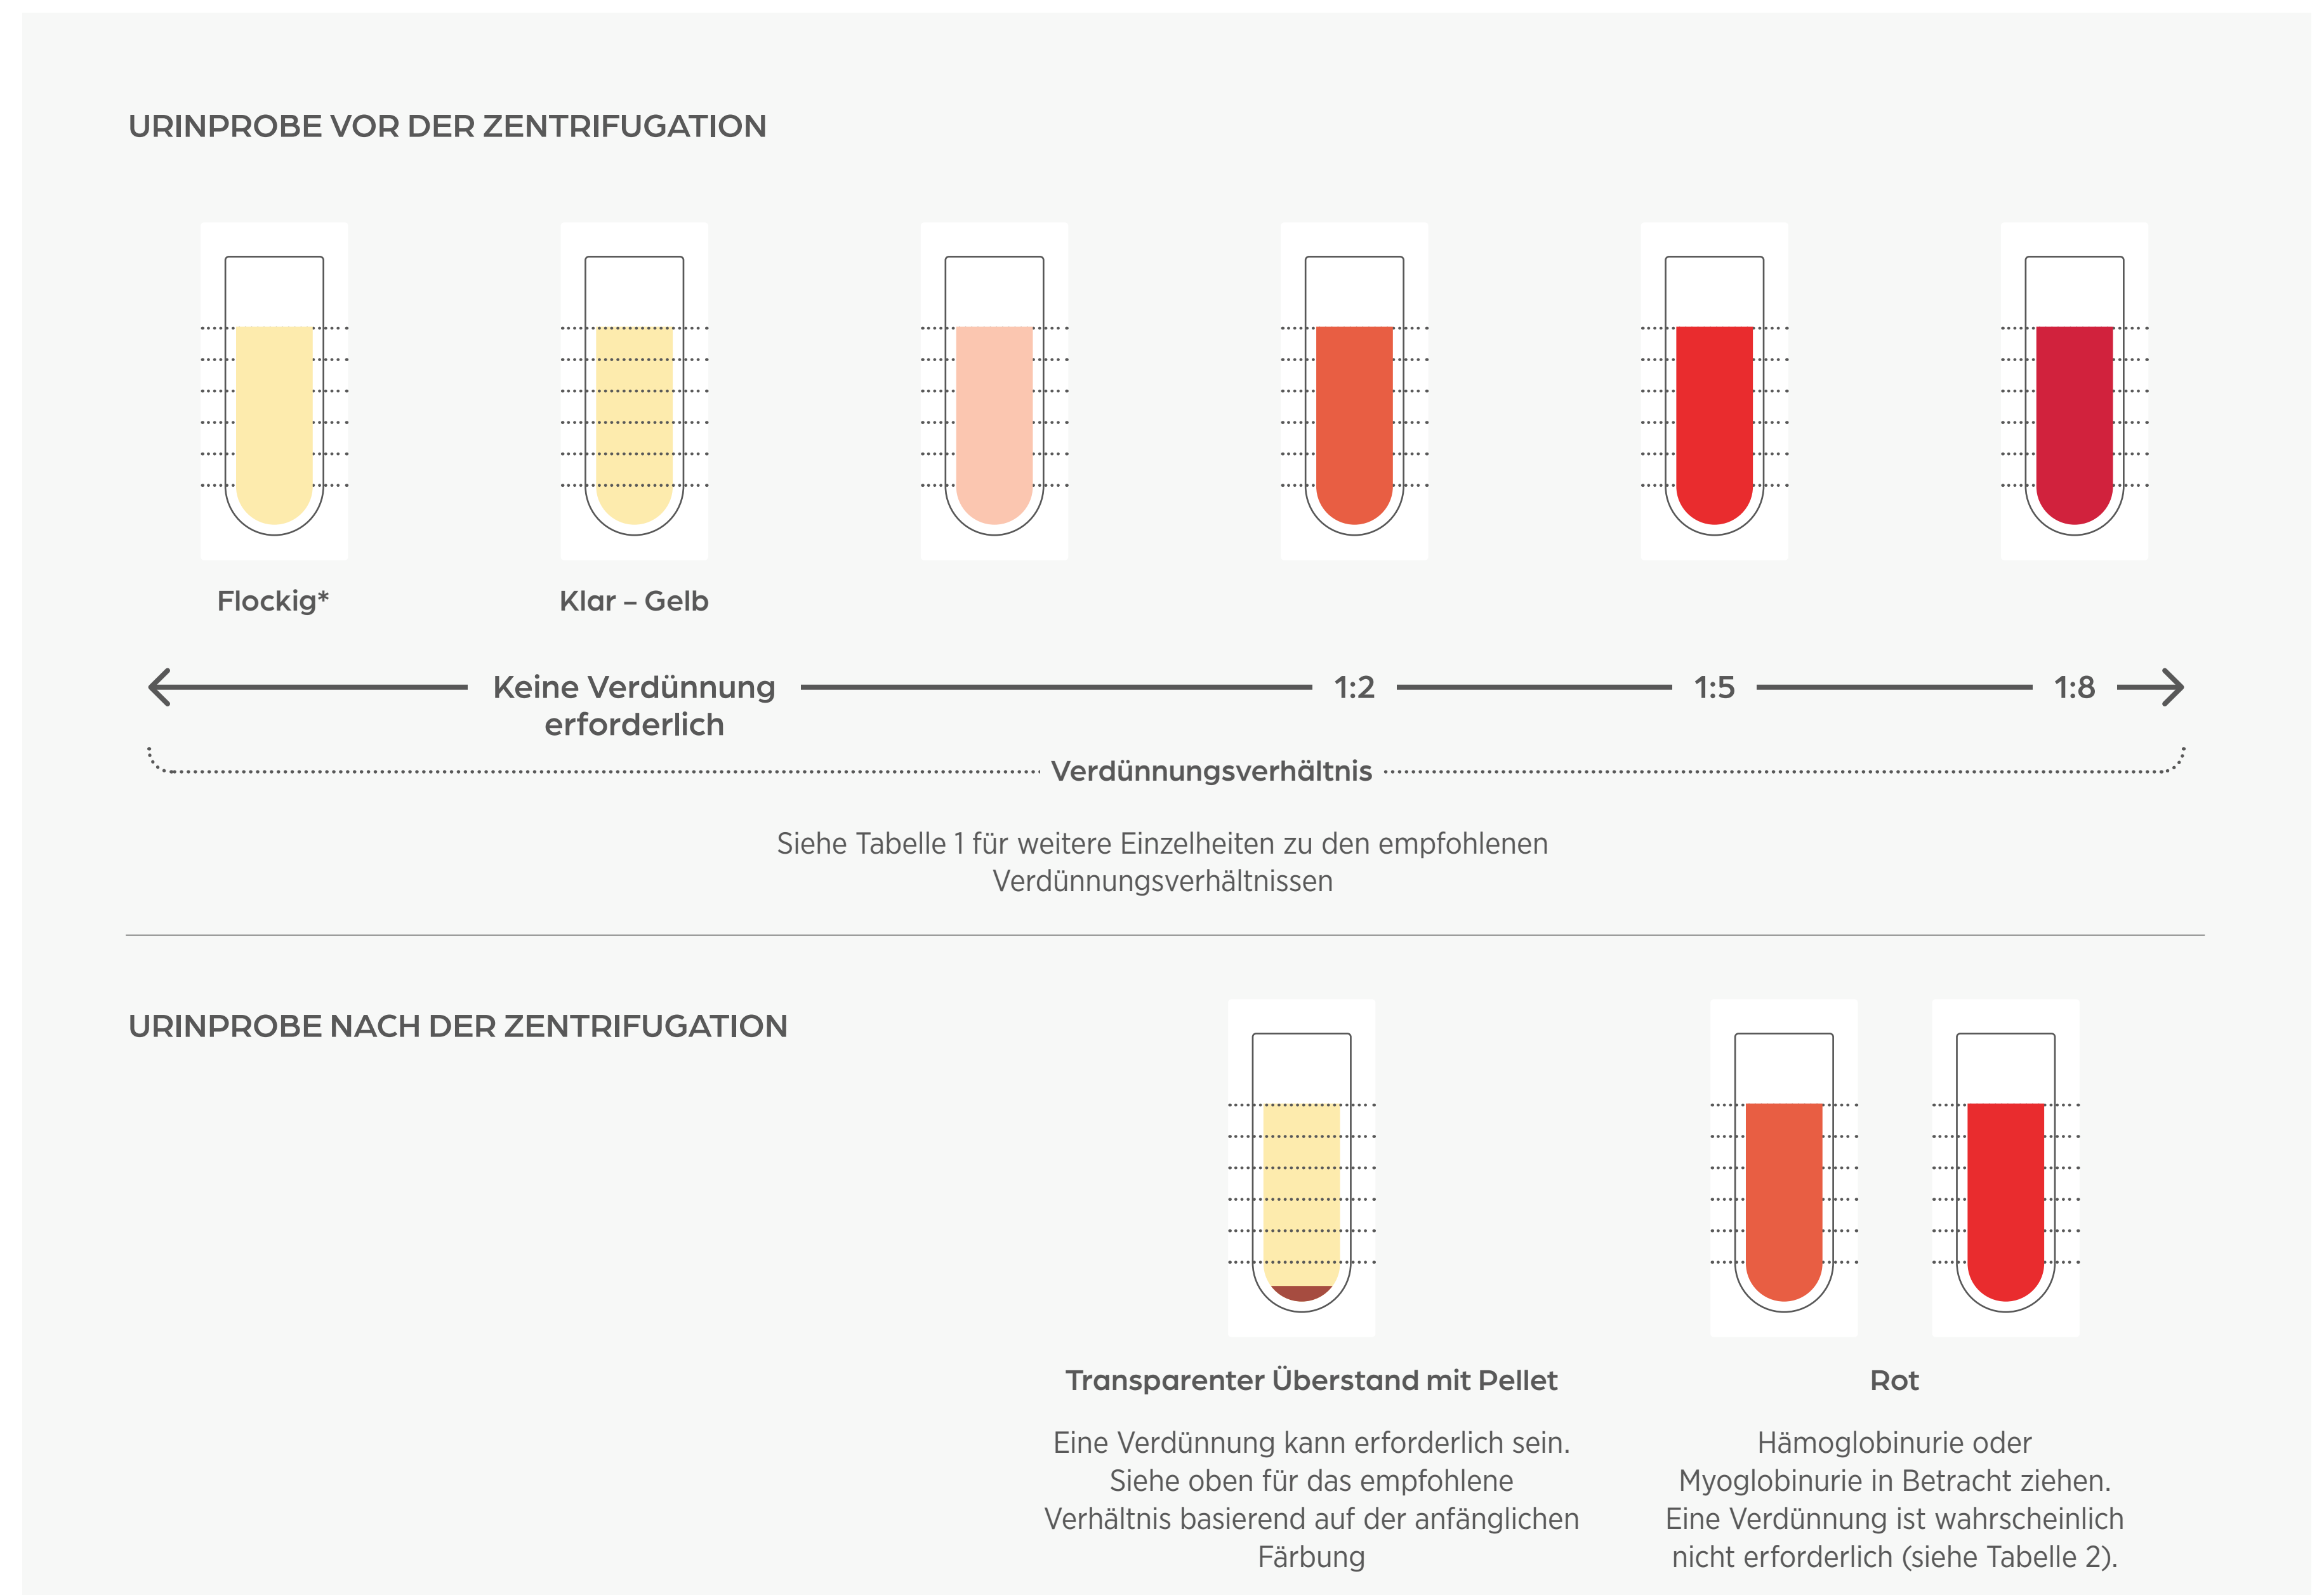 URINPROBE VOR DER ZENTRIFUGATION
Flockig*
Klar – Gelb
Keine Verdünnung
erforderlich
1:2
1:5
1:8
Verdünnungsverhältnis
Siehe Tabelle 1 für weitere Einzelheiten zu den empfohlenen
Verdünnungsverhältnissen
URINPROBE NACH DER ZENTRIFUGATION
Transparenter Überstand mit Pellet
Eine Verdünnung kann erforderlich sein.
Siehe oben für das empfohlene
Verhältnis basierend auf der anfänglichen
Färbung
Rot
Hämoglobinurie oder
Myoglobinurie in Betracht ziehen.
Eine Verdünnung ist wahrscheinlich
nicht erforderlich (siehe Tabelle 2).